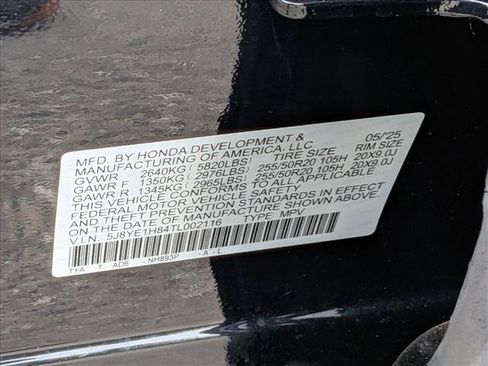 MFD. BY HONDA DEVELOPMENT & 05/'25
MANUFACTURING OF AMERICA, LLC
TIRE SIZE RIM SIZE
GVWR 2640KG (5820LBS)
GAWR F 1350KG (2976LBS) 255/50R20 105H 20X9.0J
GAWR R 1345KG (2965LBS) 255/50R20 105H 20X9.0J
THIS VEHICLE CONFORMS TO ALL APPLICABLE
FEDERAL MOTOR VEHICLE SAFETY
AND THEFT PREVENTION STANDARDS IN EFFECT
ON THE DATE OF MANUFACTURE SHOWN ABOVE.
V.I.N. 5J8YE1H84TL002116 TYPE: MPV
TYA T AD6 -NH893P -A-L